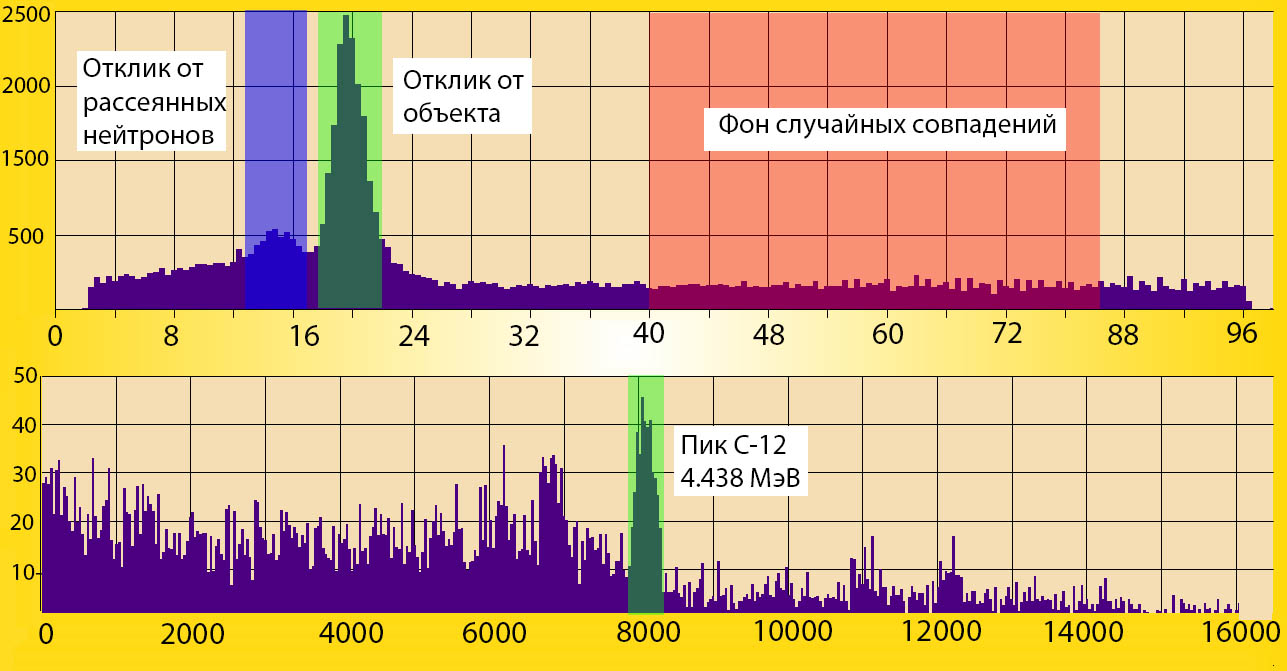 2500
2000
1500
500
Отклик от
рассеянных
нейтронов
Отклик от
объекта
Фон случайных совпадений
0 8 16 24 32 40 48 60 72 88 96
50
40
30
20
10
Пик С-12
4.438 МэВ
0 2000 4000 6000 8000 10000 12000 14000 16000